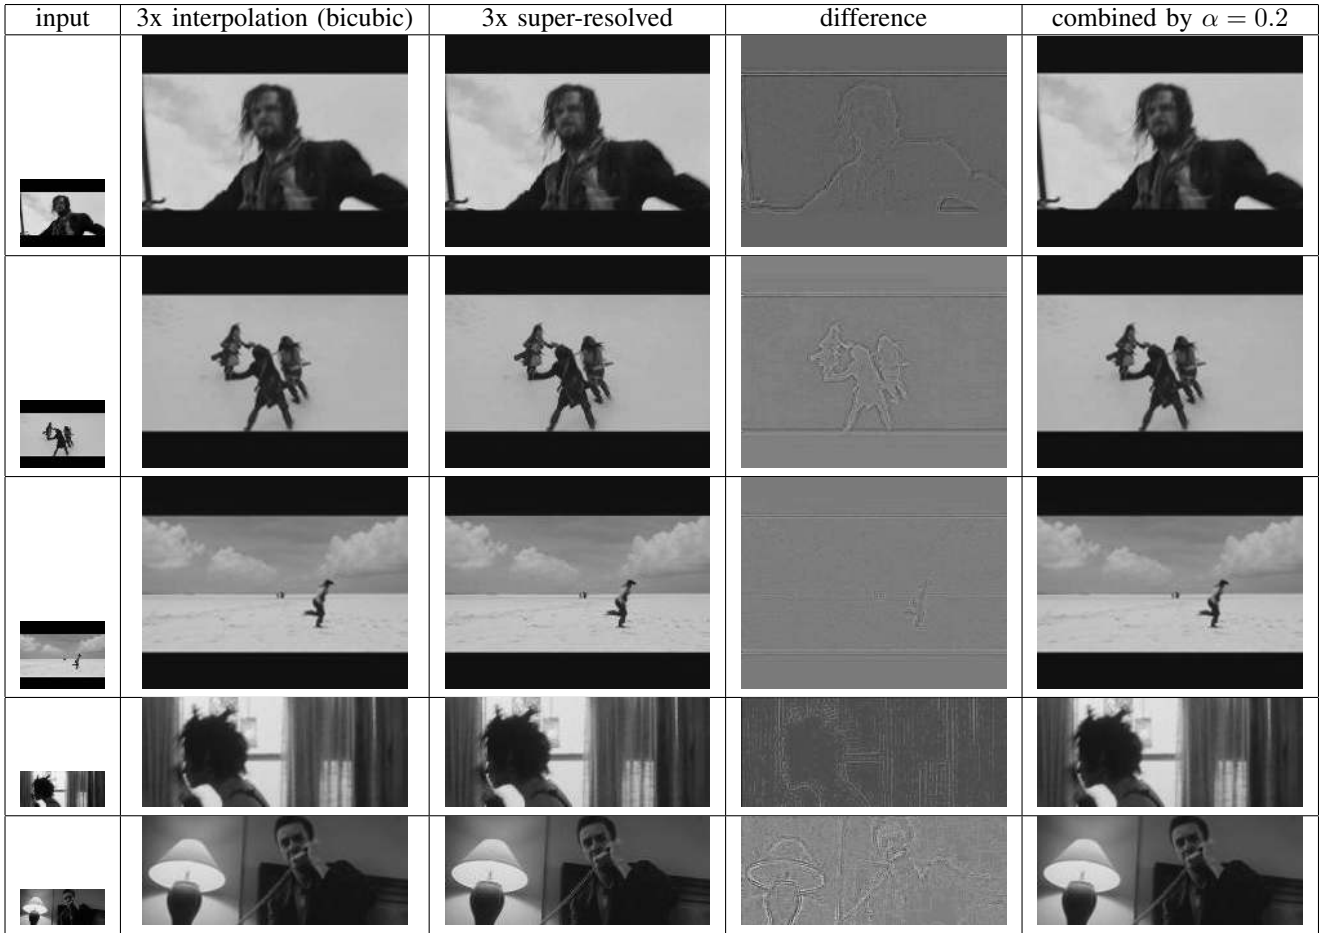 input 3x interpolation (bicubic) 3x super-resolved difference combined by α = 0.2